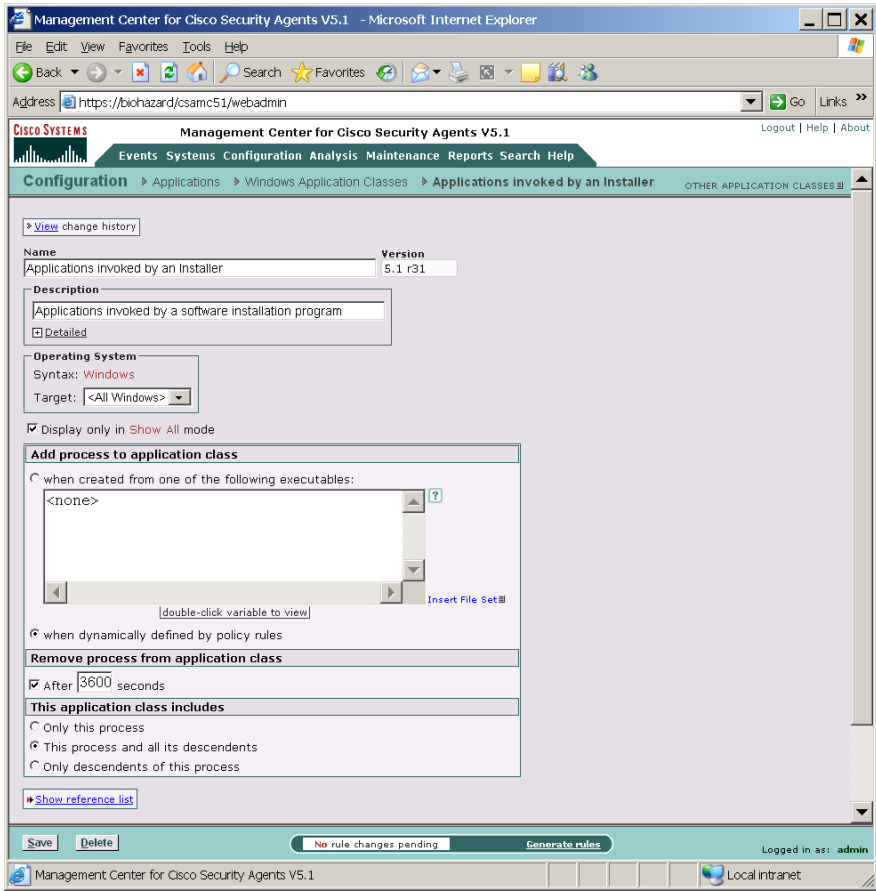 Management Center for Cisco Security Agents V5.1 - Microsoft Internet Explorer
File Edit View Favorites Tools Help
Back Search Favorites
Address https://biohazard/csamc51/webadmin Go Links »
CISCO SYSTEMS Management Center for Cisco Security Agents V5.1 Logout | Help | About
Events Systems Configuration Analysis Maintenance Reports Search Help
Configuration Applications Windows Application Classes Applications invoked by an Installer OTHER APPLICATION CLASSES
View change history
Name Version
Applications invoked by an Installer 5.1 r31
Description
Applications invoked by a software installation program
Detailed
Operating System
Syntax: Windows
Target: <All Windows>
Display only in Show All mode
Add process to application class
when created from one of the following executables:
<none> ?
Insert File Set
double-click variable to view
when dynamically defined by policy rules
Remove process from application class
After 3600 seconds
This application class includes
Only this process
This process and all its descendents
Only descendents of this process
Show reference list
Save Delete No rule changes pending Generate rules Logged in as: admin
Management Center for Cisco Security Agents V5.1 Local intranet